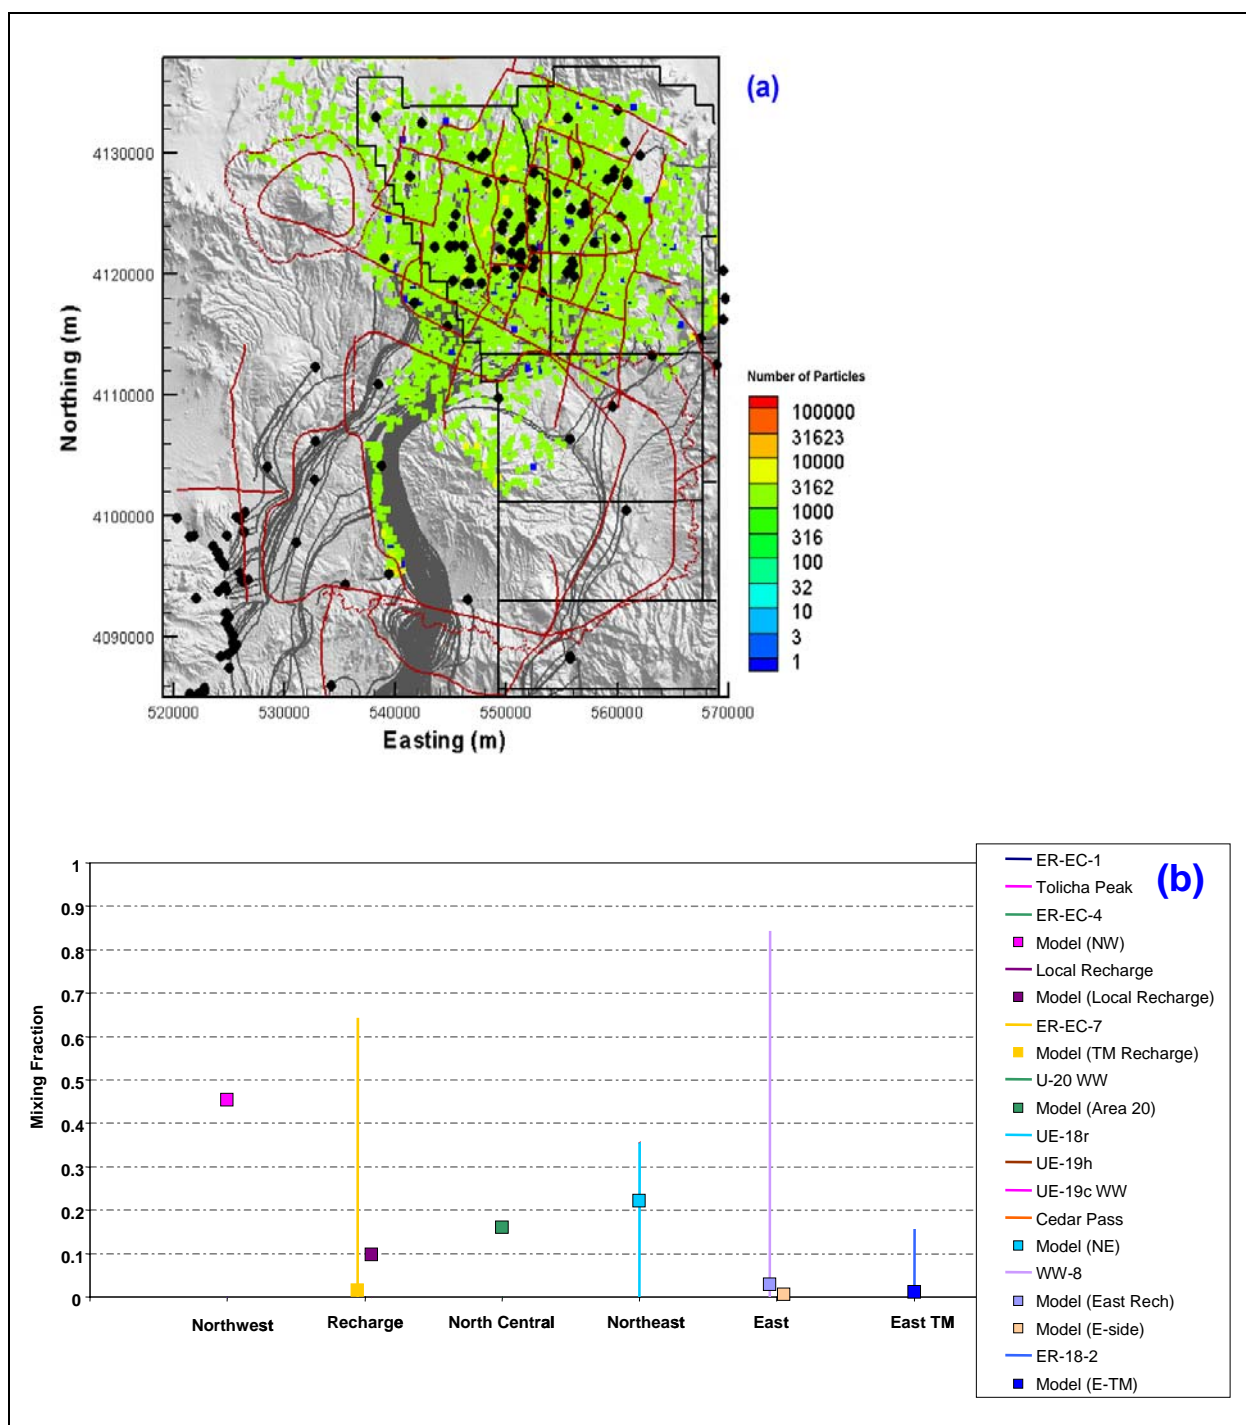 (a)
4130000
4120000
4110000
4100000
4090000
Northing (m)
520000 530000 540000 550000 560000 570000
Easting (m)
Number of Particles
100000
31623
10000
3162
1000
316
100
32
10
3
1
(b)
1
0.9
0.8
0.7
0.6
0.5
0.4
0.3
0.2
0.1
0
Mixing Fraction
Northwest Recharge North Central Northeast East East TM
ER-EC-1
Tolicha Peak
ER-EC-4
Model (NW)
Local Recharge
Model (Local Recharge)
ER-EC-7
Model (TM Recharge)
U-20 WW
Model (Area 20)
UE-18r
UE-19h
UE-19c WW
Cedar Pass
Model (NE)
WW-8
Model (East Rech)
Model (E-side)
ER-18-2
Model (E-TM)